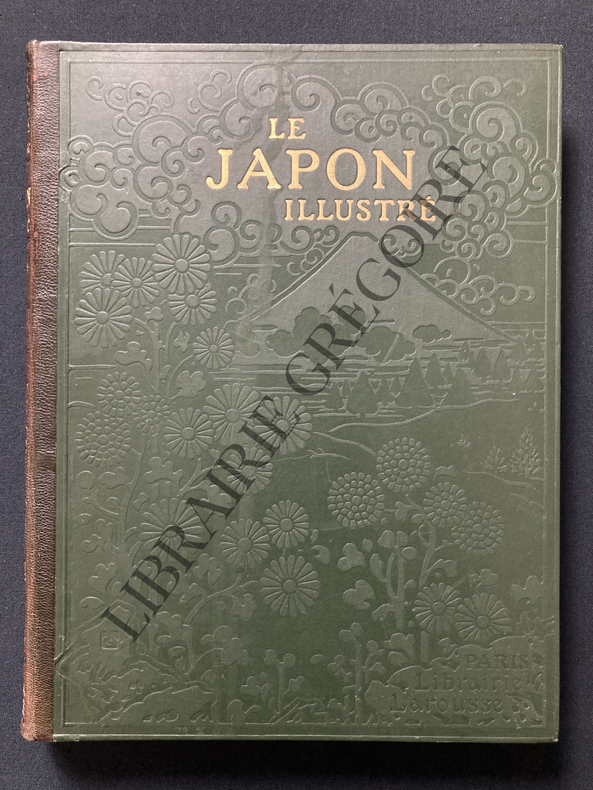 LE
JAPON
ILLUSTRÉ
LIBRAIRIE GRÉGOIRE
PARIS
Librairie
Larousse